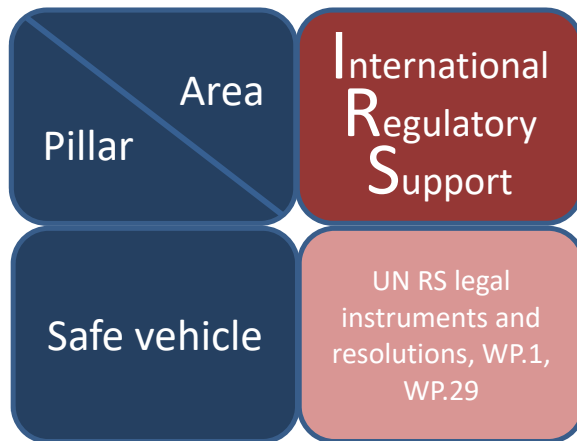 Area
Pillar
International
Regulatory
Support
Safe vehicle
UN RS legal
instruments and
resolutions, WP.1,
WP.29